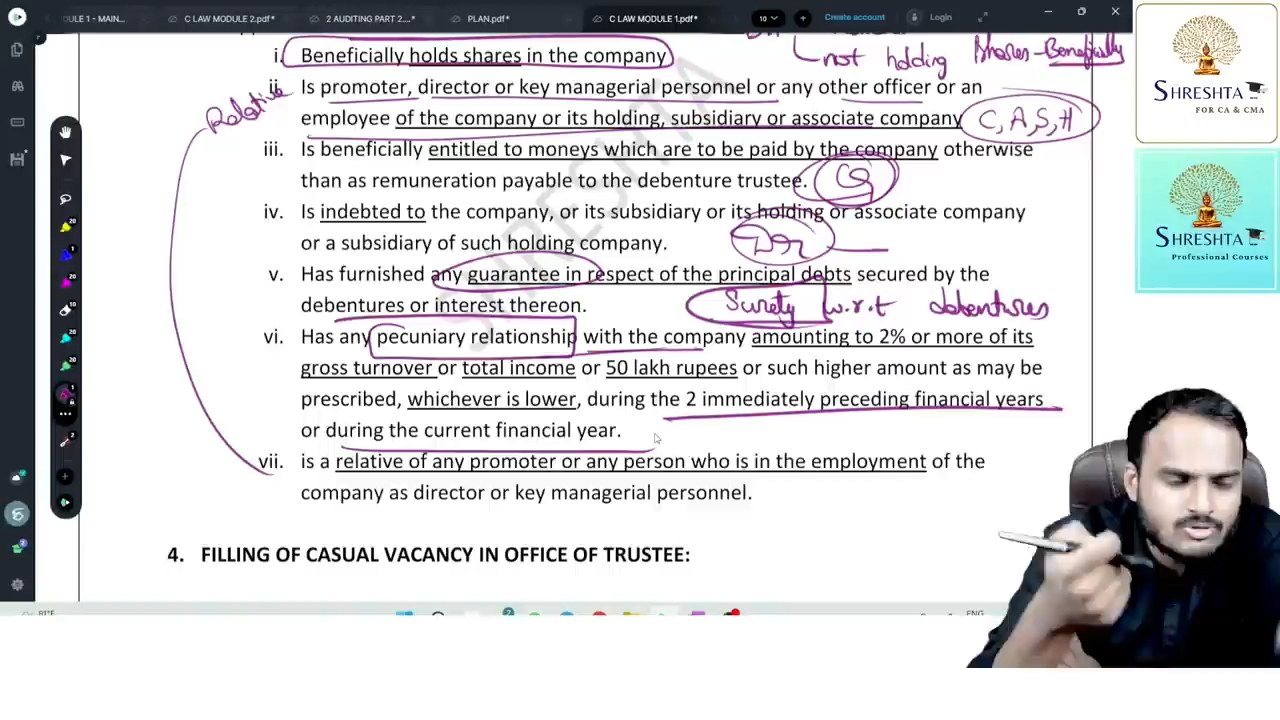 ULE 1 - MAIN...
C LAW MODULE 2.pdf*
2 AUDITING PART 2....*
PLAN.pdf*
C LAW MODULE 1.pdf*
10
Create account
Login
i. Beneficially holds shares in the company
not holding shares - Beneficially
ii. Is promoter, director or key managerial personnel or any other officer or an
employee of the company or its holding, subsidiary or associate company
C, A, S, H
Relative
iii. Is beneficially entitled to moneys which are to be paid by the company otherwise
than as remuneration payable to the debenture trustee.
iv. Is indebted to the company, or its subsidiary or its holding or associate company
or a subsidiary of such holding company.
Dr
v. Has furnished any guarantee in respect of the principal debts secured by the
debentures or interest thereon.
Surety w.r.t debentures
vi. Has any pecuniary relationship with the company amounting to 2% or more of its
gross turnover or total income or 50 lakh rupees or such higher amount as may be
prescribed, whichever is lower, during the 2 immediately preceding financial years
or during the current financial year.
vii. is a relative of any promoter or any person who is in the employment of the
company as director or key managerial personnel.
4. FILLING OF CASUAL VACANCY IN OFFICE OF TRUSTEE:
SHRESHTA
SHRESHTA
FOR CA & CMA
SHRESHTA
Professional Courses
ENG